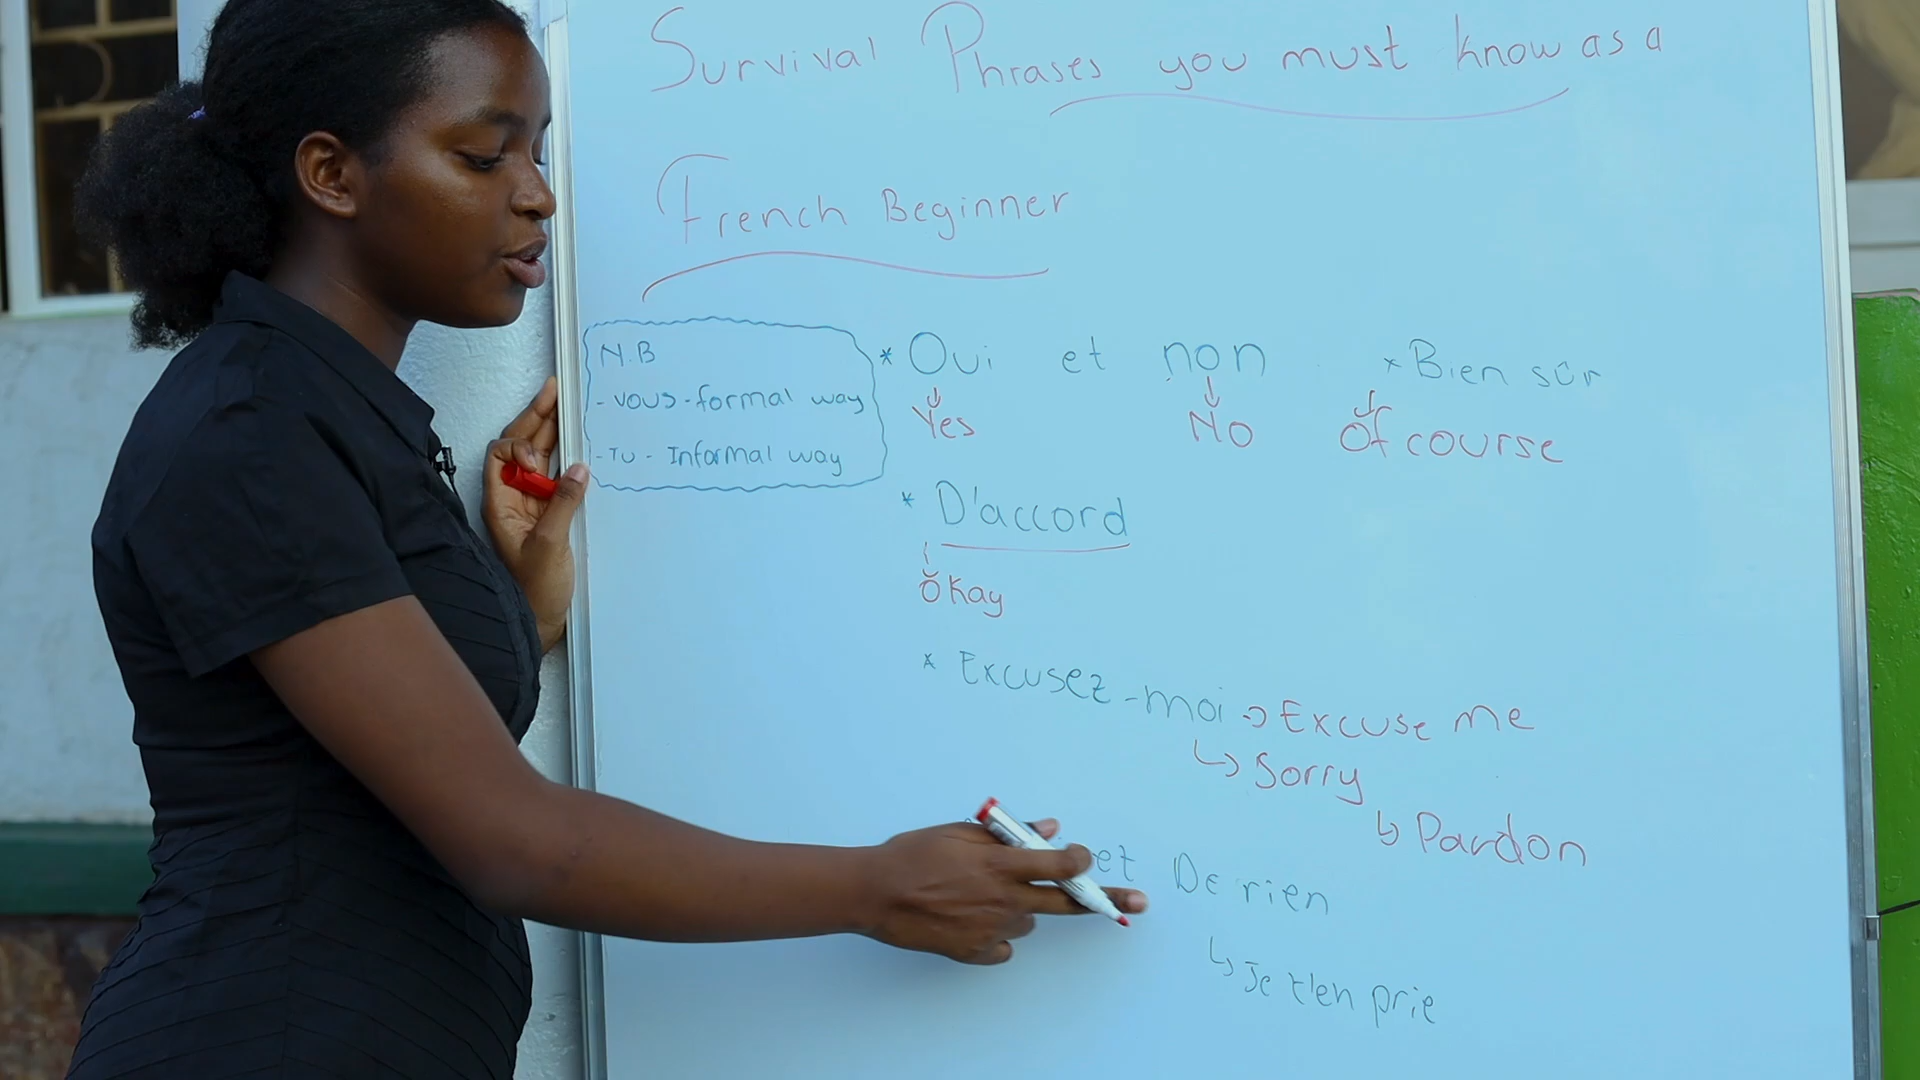 Survival Phrases you must know as a
French Beginner
N.B
- vous - formal way
- Tu - Informal way
* Oui et non * Bien sûr
Yes No Of course
* D'accord
Okay
* Excusez-moi → Excuse me
↳ Sorry
↳ Pardon
et De rien
↳ Je t'en prie